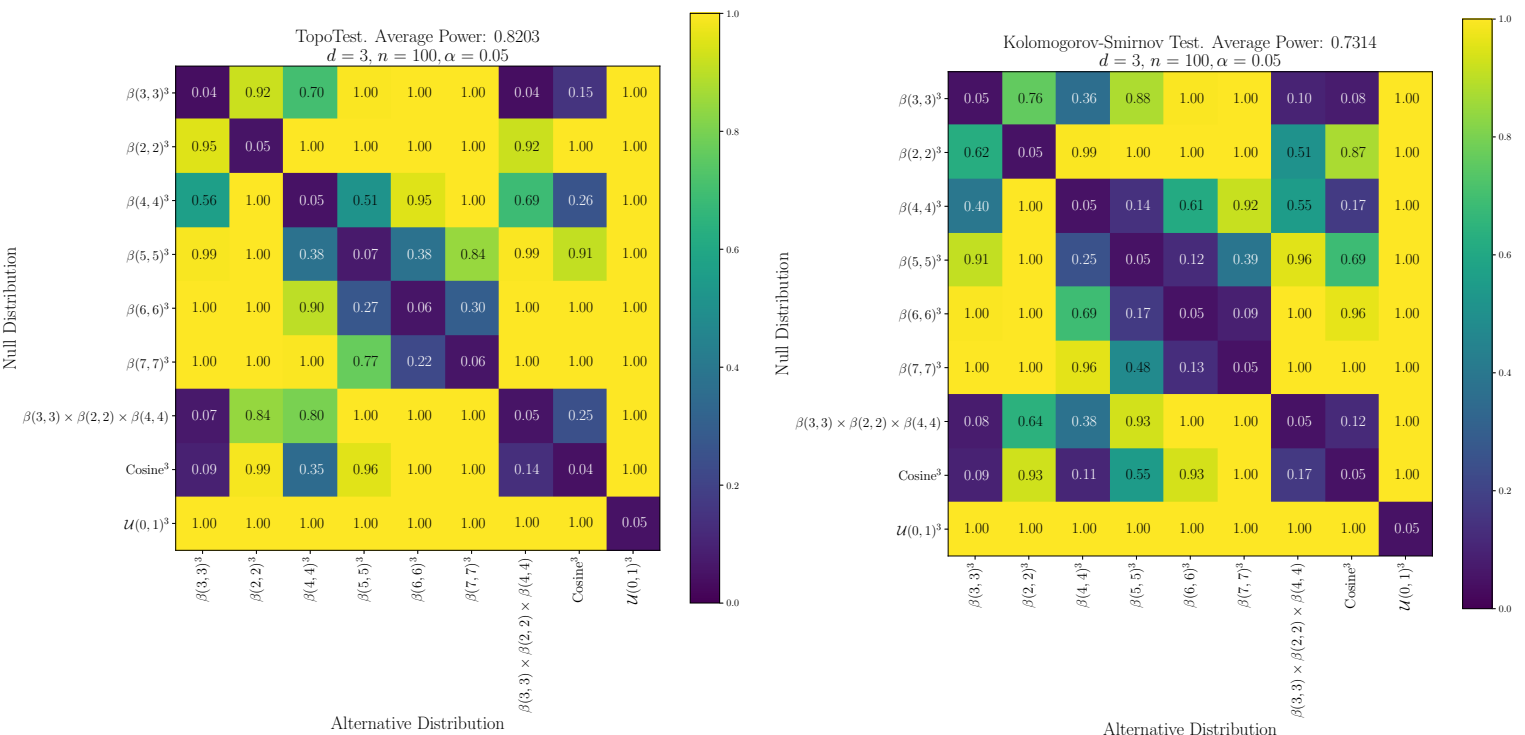 TopoTest. Average Power: 0.8203
d = 3, n = 100, α = 0.05
Null Distribution
β(3,3)³ 0.04 0.92 0.70 1.00 1.00 1.00 0.04 0.15 1.00
β(2,2)³ 0.95 0.05 1.00 1.00 1.00 1.00 0.92 1.00 1.00
β(4,4)³ 0.56 1.00 0.05 0.51 0.95 1.00 0.69 0.26 1.00
β(5,5)³ 0.99 1.00 0.38 0.07 0.38 0.84 0.99 0.91 1.00
β(6,6)³ 1.00 1.00 0.90 0.27 0.06 0.30 1.00 1.00 1.00
β(7,7)³ 1.00 1.00 1.00 0.77 0.22 0.06 1.00 1.00 1.00
β(3,3) × β(2,2) × β(4,4) 0.07 0.84 0.80 1.00 1.00 1.00 0.05 0.25 1.00
Cosine³ 0.09 0.99 0.35 0.96 1.00 1.00 0.14 0.04 1.00
𝒰(0,1)³ 1.00 1.00 1.00 1.00 1.00 1.00 1.00 1.00 0.05
β(3,3)³
β(2,2)³
β(4,4)³
β(5,5)³
β(6,6)³
β(7,7)³
β(3,3) × β(2,2) × β(4,4)
Cosine³
𝒰(0,1)³
Alternative Distribution
1.0
0.8
0.6
0.4
0.2
0.0
Kolomogorov-Smirnov Test. Average Power: 0.7314
d = 3, n = 100, α = 0.05
Null Distribution
β(3,3)³ 0.05 0.76 0.36 0.88 1.00 1.00 0.10 0.08 1.00
β(2,2)³ 0.62 0.05 0.99 1.00 1.00 1.00 0.51 0.87 1.00
β(4,4)³ 0.40 1.00 0.05 0.14 0.61 0.92 0.55 0.17 1.00
β(5,5)³ 0.91 1.00 0.25 0.05 0.12 0.39 0.96 0.69 1.00
β(6,6)³ 1.00 1.00 0.69 0.17 0.05 0.09 1.00 0.96 1.00
β(7,7)³ 1.00 1.00 0.96 0.48 0.13 0.05 1.00 1.00 1.00
β(3,3) × β(2,2) × β(4,4) 0.08 0.64 0.38 0.93 1.00 1.00 0.05 0.12 1.00
Cosine³ 0.09 0.93 0.11 0.55 0.93 1.00 0.17 0.05 1.00
𝒰(0,1)³ 1.00 1.00 1.00 1.00 1.00 1.00 1.00 1.00 0.05
β(3,3)³
β(2,2)³
β(4,4)³
β(5,5)³
β(6,6)³
β(7,7)³
β(3,3) × β(2,2) × β(4,4)
Cosine³
𝒰(0,1)³
Alternative Distribution
1.0
0.8
0.6
0.4
0.2
0.0